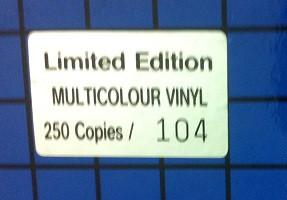 Limited Edition
MULTICOLOUR VINYL
250 Copies / 104